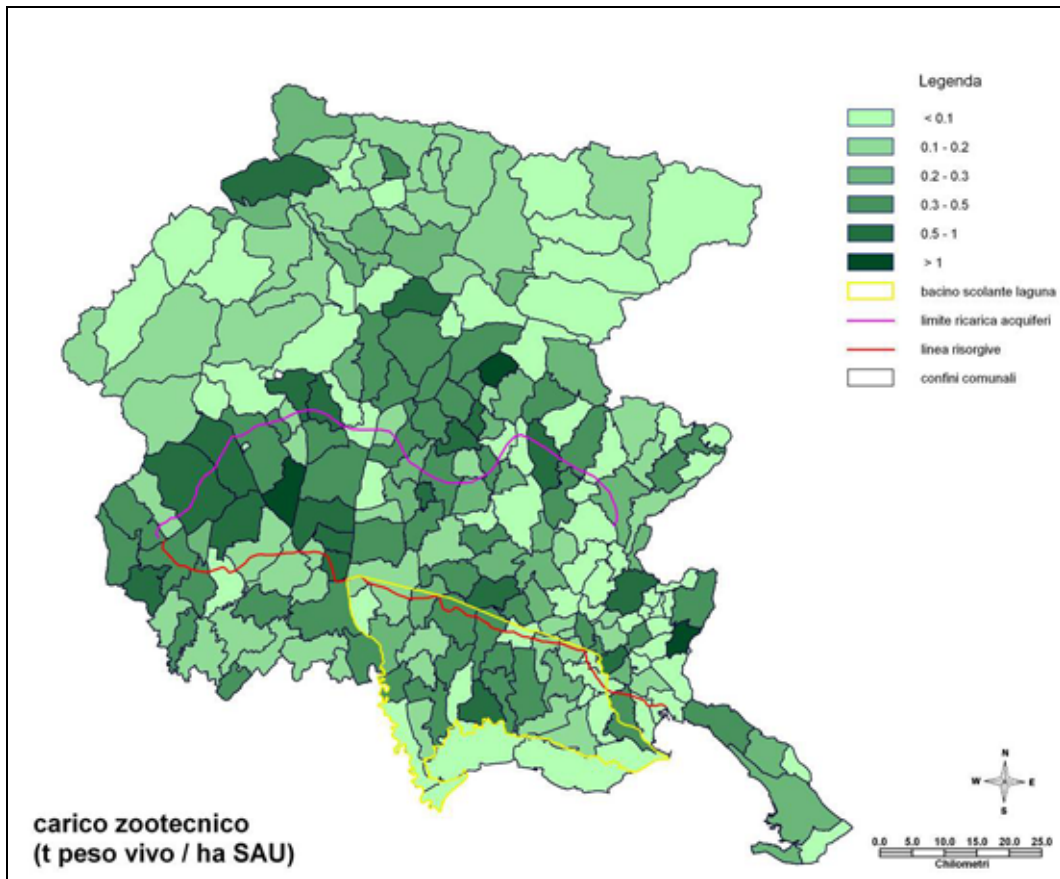 Legenda
< 0.1
0.1 - 0.2
0.2 - 0.3
0.3 - 0.5
0.5 - 1
> 1
bacino scolante laguna
limite ricarica acquiferi
linea risorgive
confini comunali
N
W E
S
carico zootecnico
(t peso vivo / ha SAU)
0.0 5.0 10.0 15.0 20.0 25.0
Chilometri